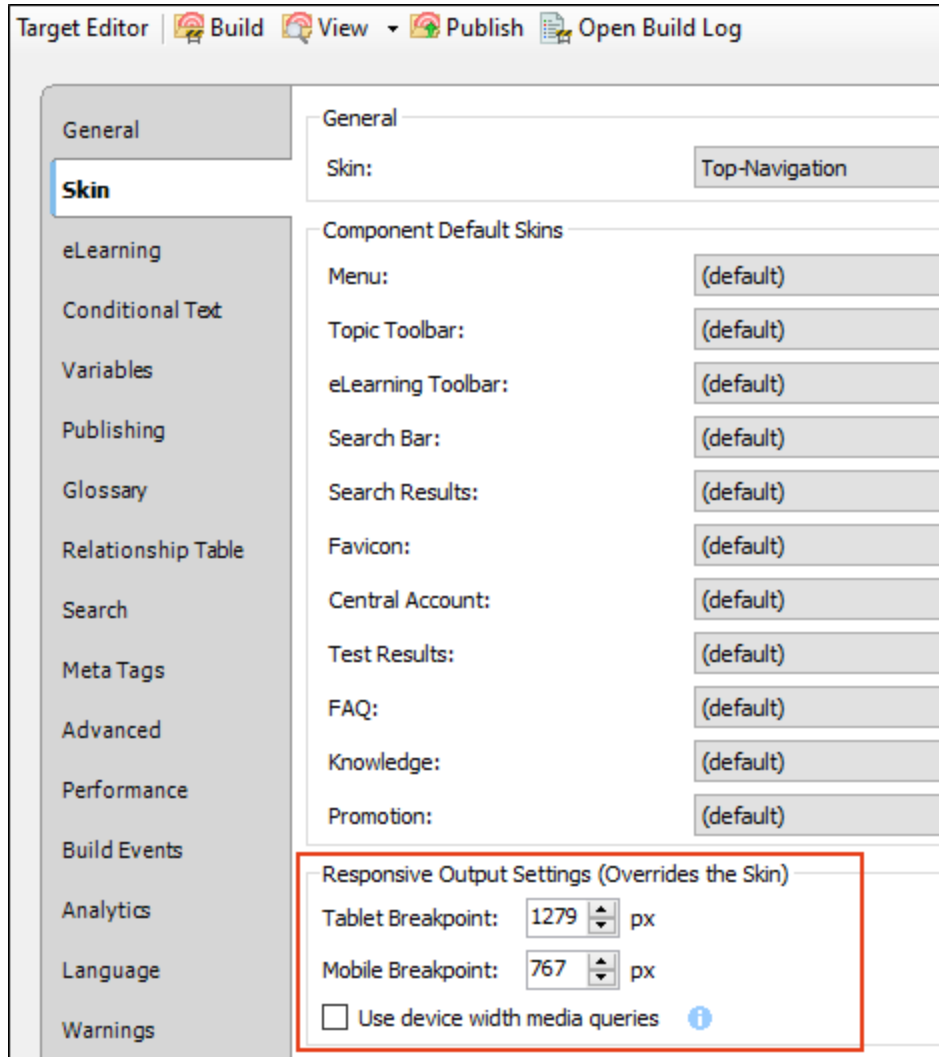 Target Editor Build View Publish Open Build Log
General
Skin
eLearning
Conditional Text
Variables
Publishing
Glossary
Relationship Table
Search
Meta Tags
Advanced
Performance
Build Events
Analytics
Language
Warnings
General
Skin: Top-Navigation
Component Default Skins
Menu: (default)
Topic Toolbar: (default)
eLearning Toolbar: (default)
Search Bar: (default)
Search Results: (default)
Favicon: (default)
Central Account: (default)
Test Results: (default)
FAQ: (default)
Knowledge: (default)
Promotion: (default)
Responsive Output Settings (Overrides the Skin)
Tablet Breakpoint: 1279 px
Mobile Breakpoint: 767 px
Use device width media queries